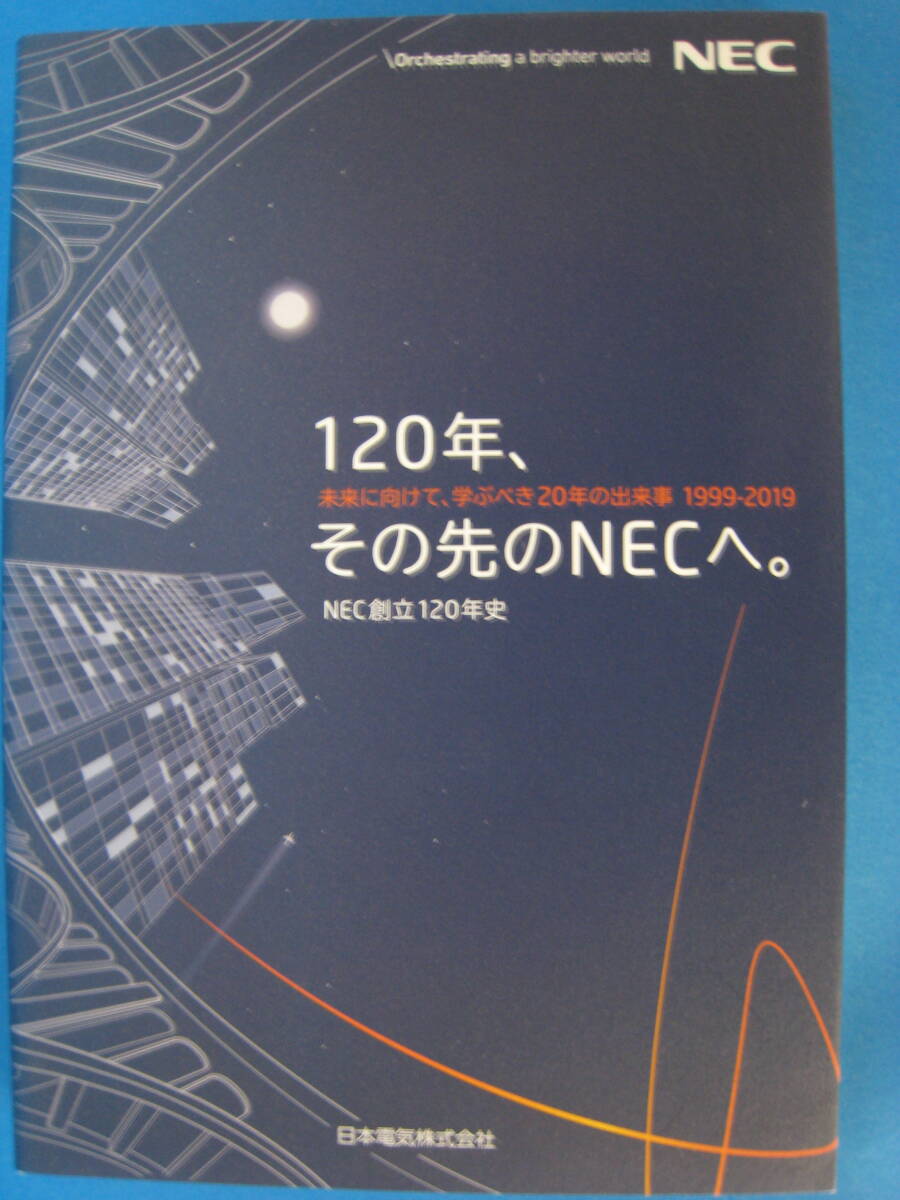 \Orchestrating a brighter world NEC
120年、
未来に向けて、学ぶべき20年の出来事 1999-2019
その先のNECへ。
NEC創立120年史
日本電気株式会社